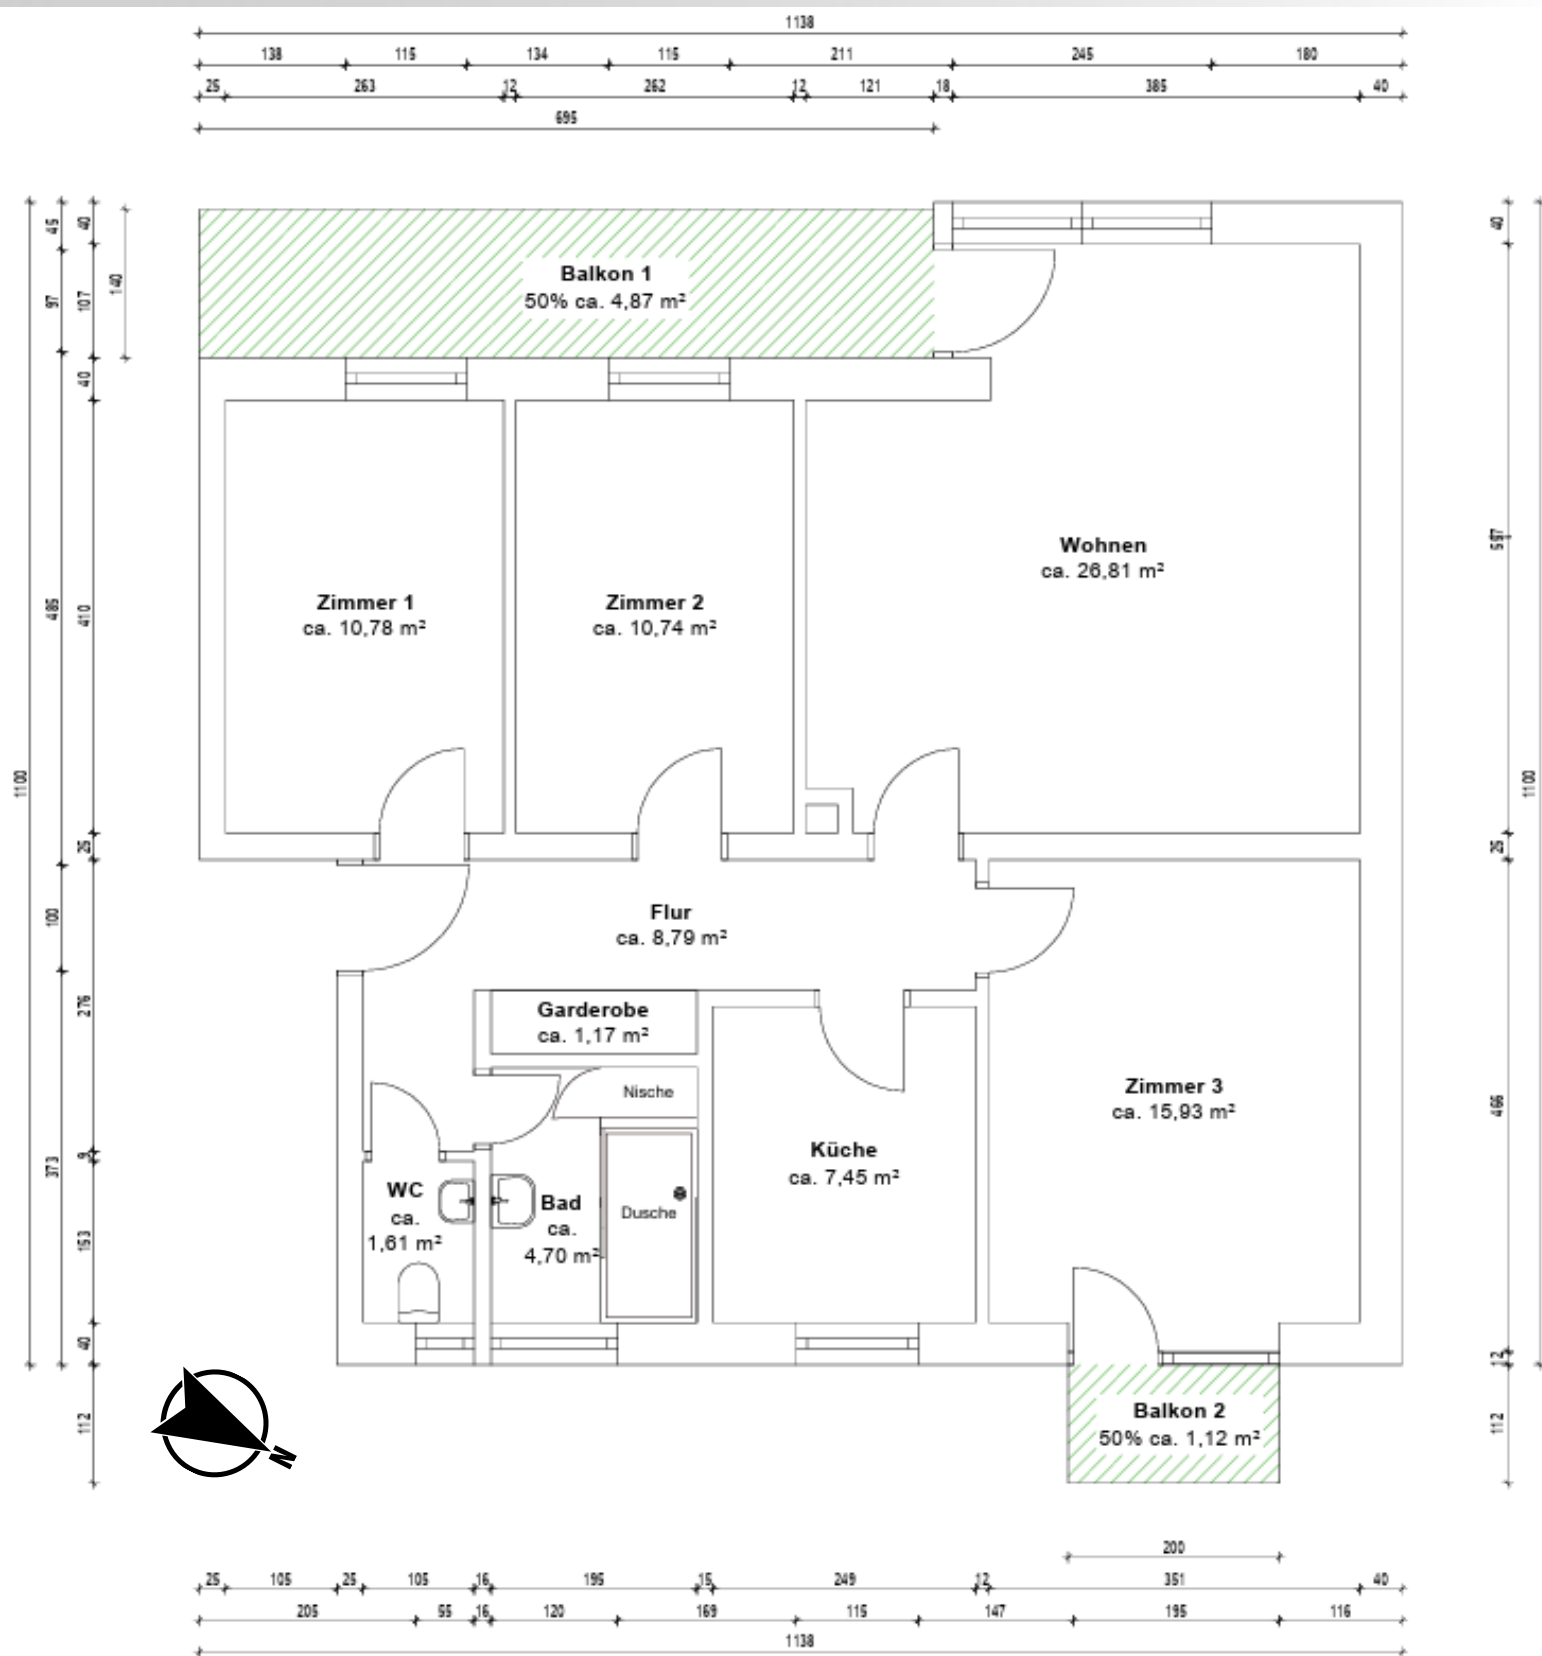 1138
138 115 134 115 211 245 180
25 263 12 262 12 121 18 385 40
695
45 40
97 107 140
40
485 410
1100
25
100
276
373 9
153
40
112
40
557
1100
25
466
12
112
Balkon 1
50% ca. 4,87 m²
Wohnen
ca. 26,81 m²
Zimmer 1
ca. 10,78 m²
Zimmer 2
ca. 10,74 m²
Flur
ca. 8,79 m²
Garderobe
ca. 1,17 m²
Nische
Zimmer 3
ca. 15,93 m²
Küche
ca. 7,45 m²
WC
ca.
1,61 m²
Bad
ca.
4,70 m²
Dusche
Balkon 2
50% ca. 1,12 m²
N
200
25 105 25 105 16 195 15 249 12 351 40
205 55 16 120 169 115 147 195 116
1138